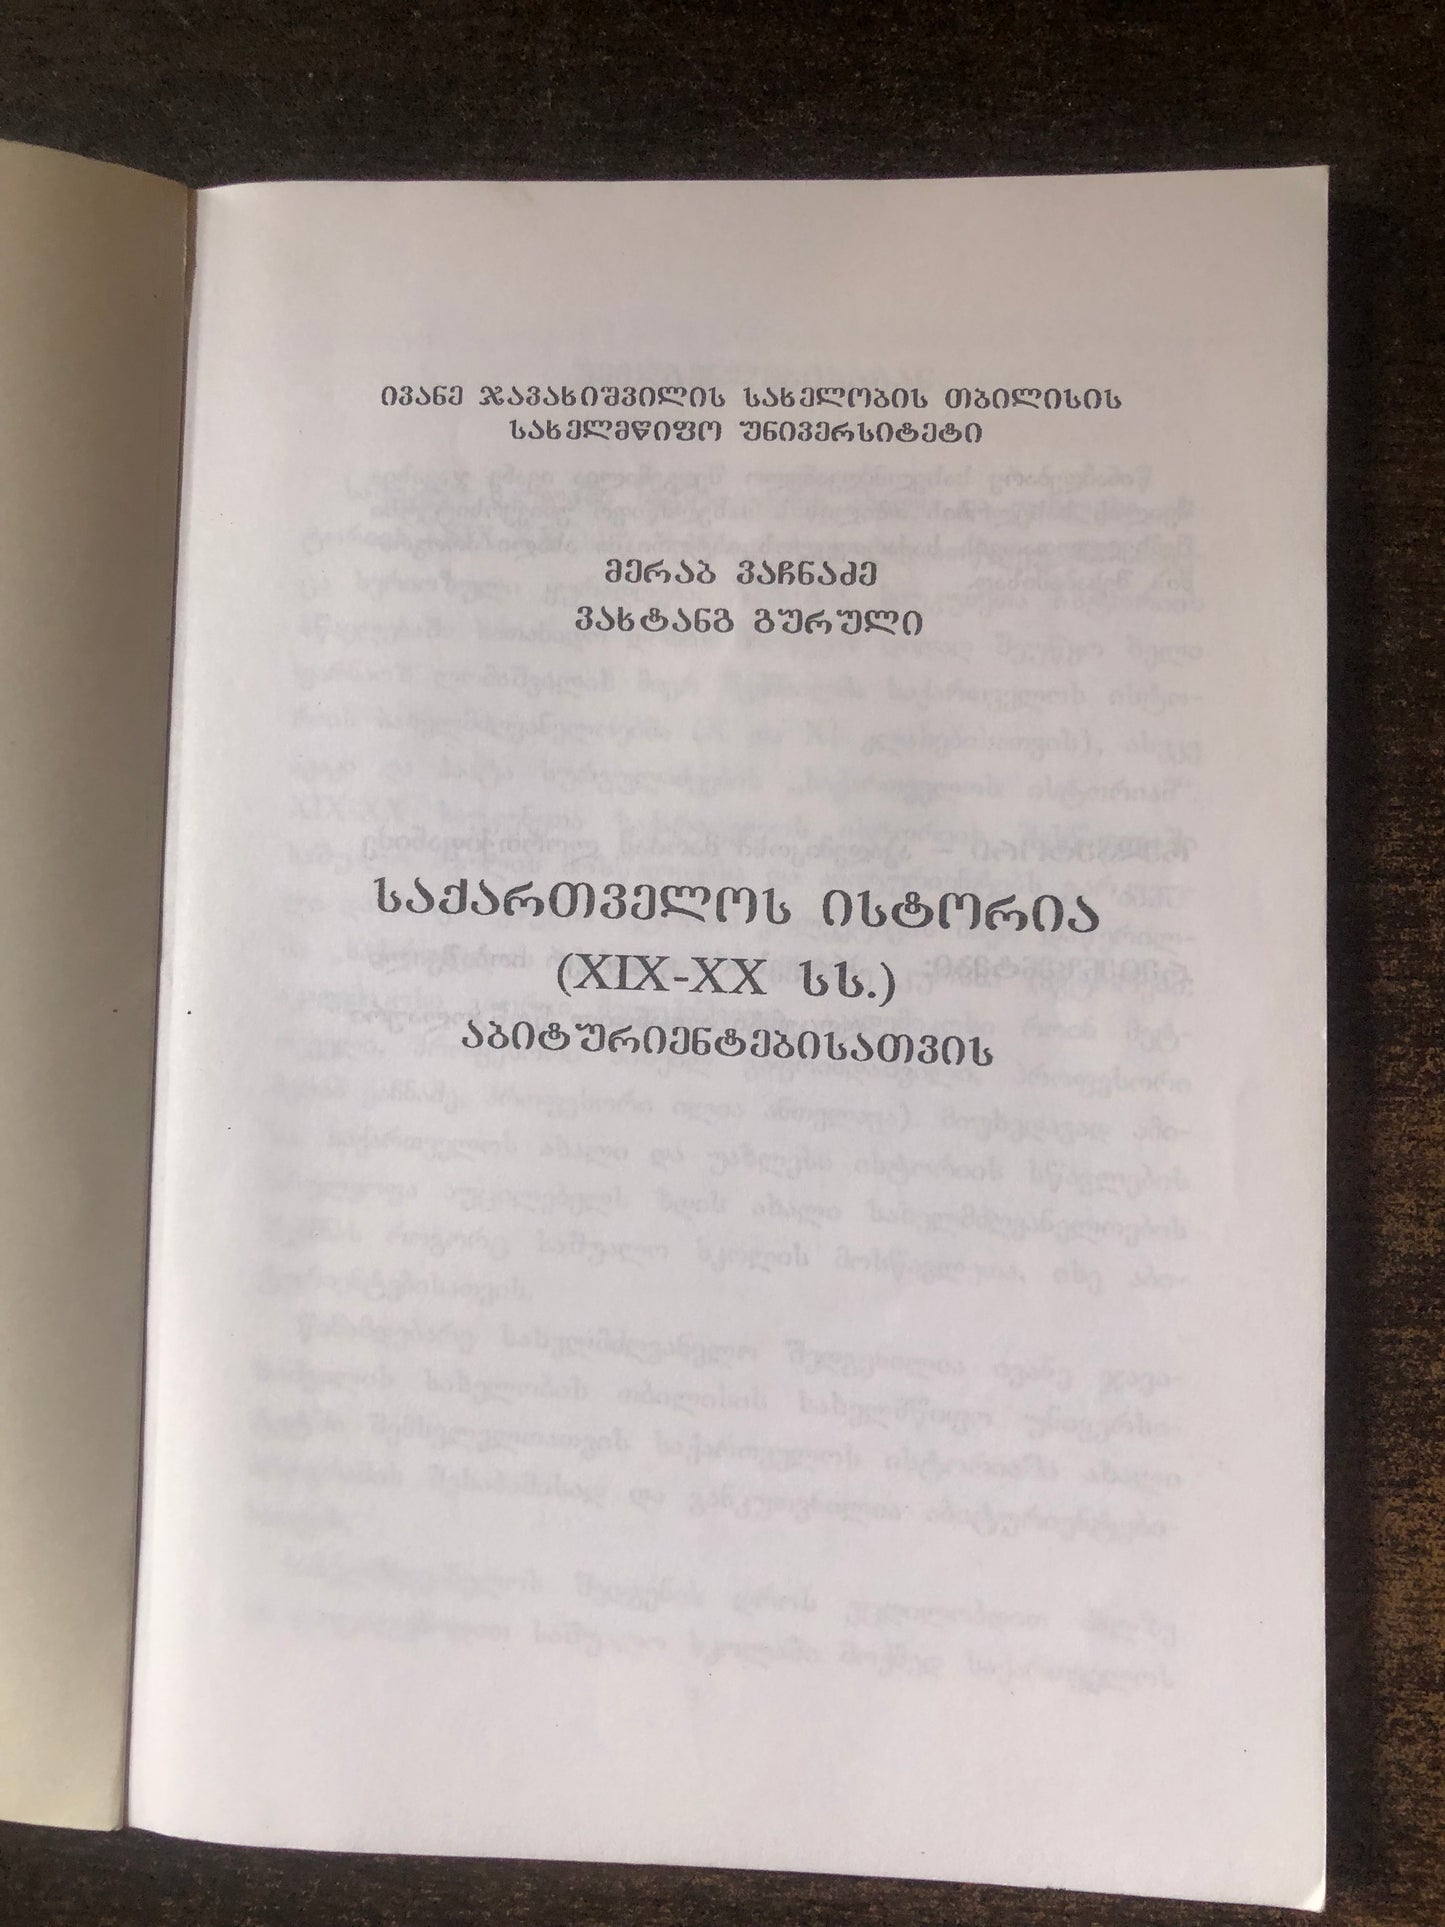 ივანე ჯავახიშვილის სახელობის თბილისის
სახელმწიფო უნივერსიტეტი
მერაბ ვაჩნაძე
ვახტანგ გურული
საქართველოს ისტორია
(XIX-XX სს.)
აბიტურიენტებისათვის